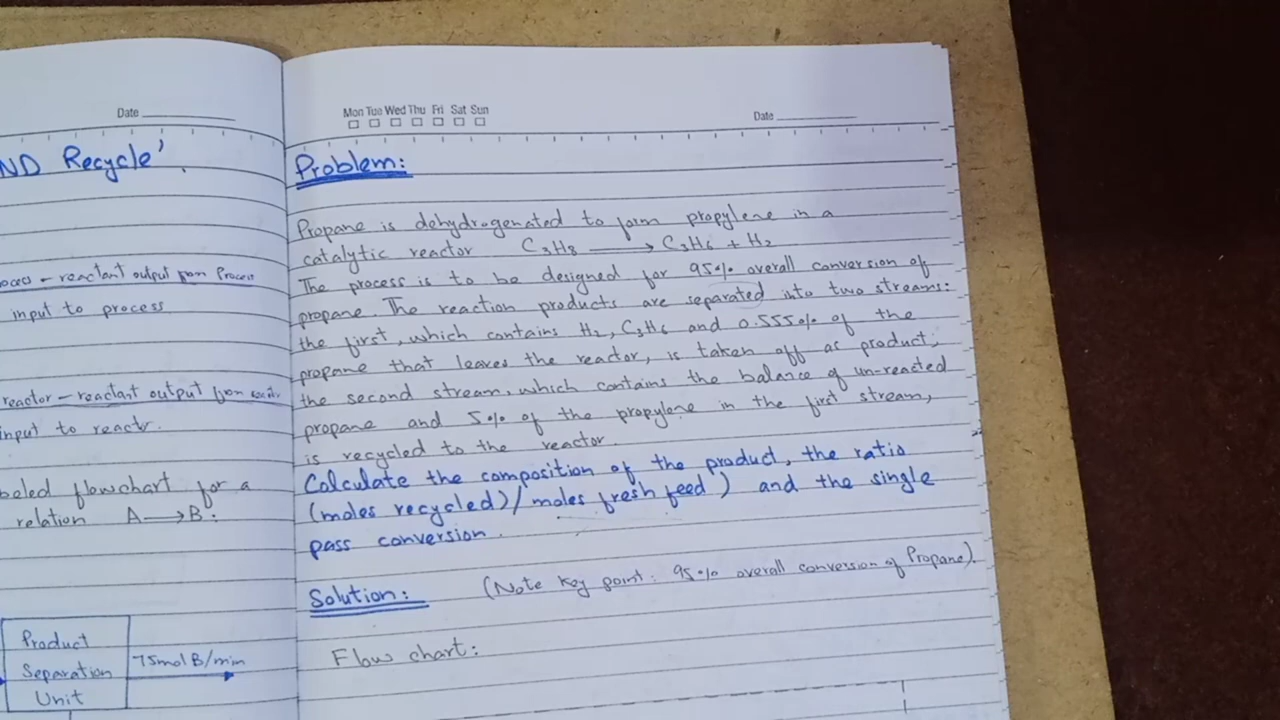 Date
ND Recycle'
- reactant output from Process
input to process
reactor - reactant output from
input to
beled flowchart for a
relation A → B:
Product
Separation
Unit
75mol B/min
Mon Tue Wed Thu Fri Sat Sun
Date
Problem:
Propane is dehydrogenated to form propylene in a
catalytic reactor C3H8 → C3H6 + H2
The process is to be designed for 95% overall conversion of
propane. The reaction products are separated into two streams:
the first, which contains H2, C3H6 and 0.555% of the
propane that leaves the reactor, is taken off as product;
the second stream, which contains the balance of un-reacted
propane and 5% of the propylene in the first stream,
is recycled to the reactor.
Calculate the composition of the product, the ratio
(moles recycled)/moles fresh feed) and the single
pass conversion.
Solution: (Note key point: 95% overall conversion of Propane).
Flow chart: